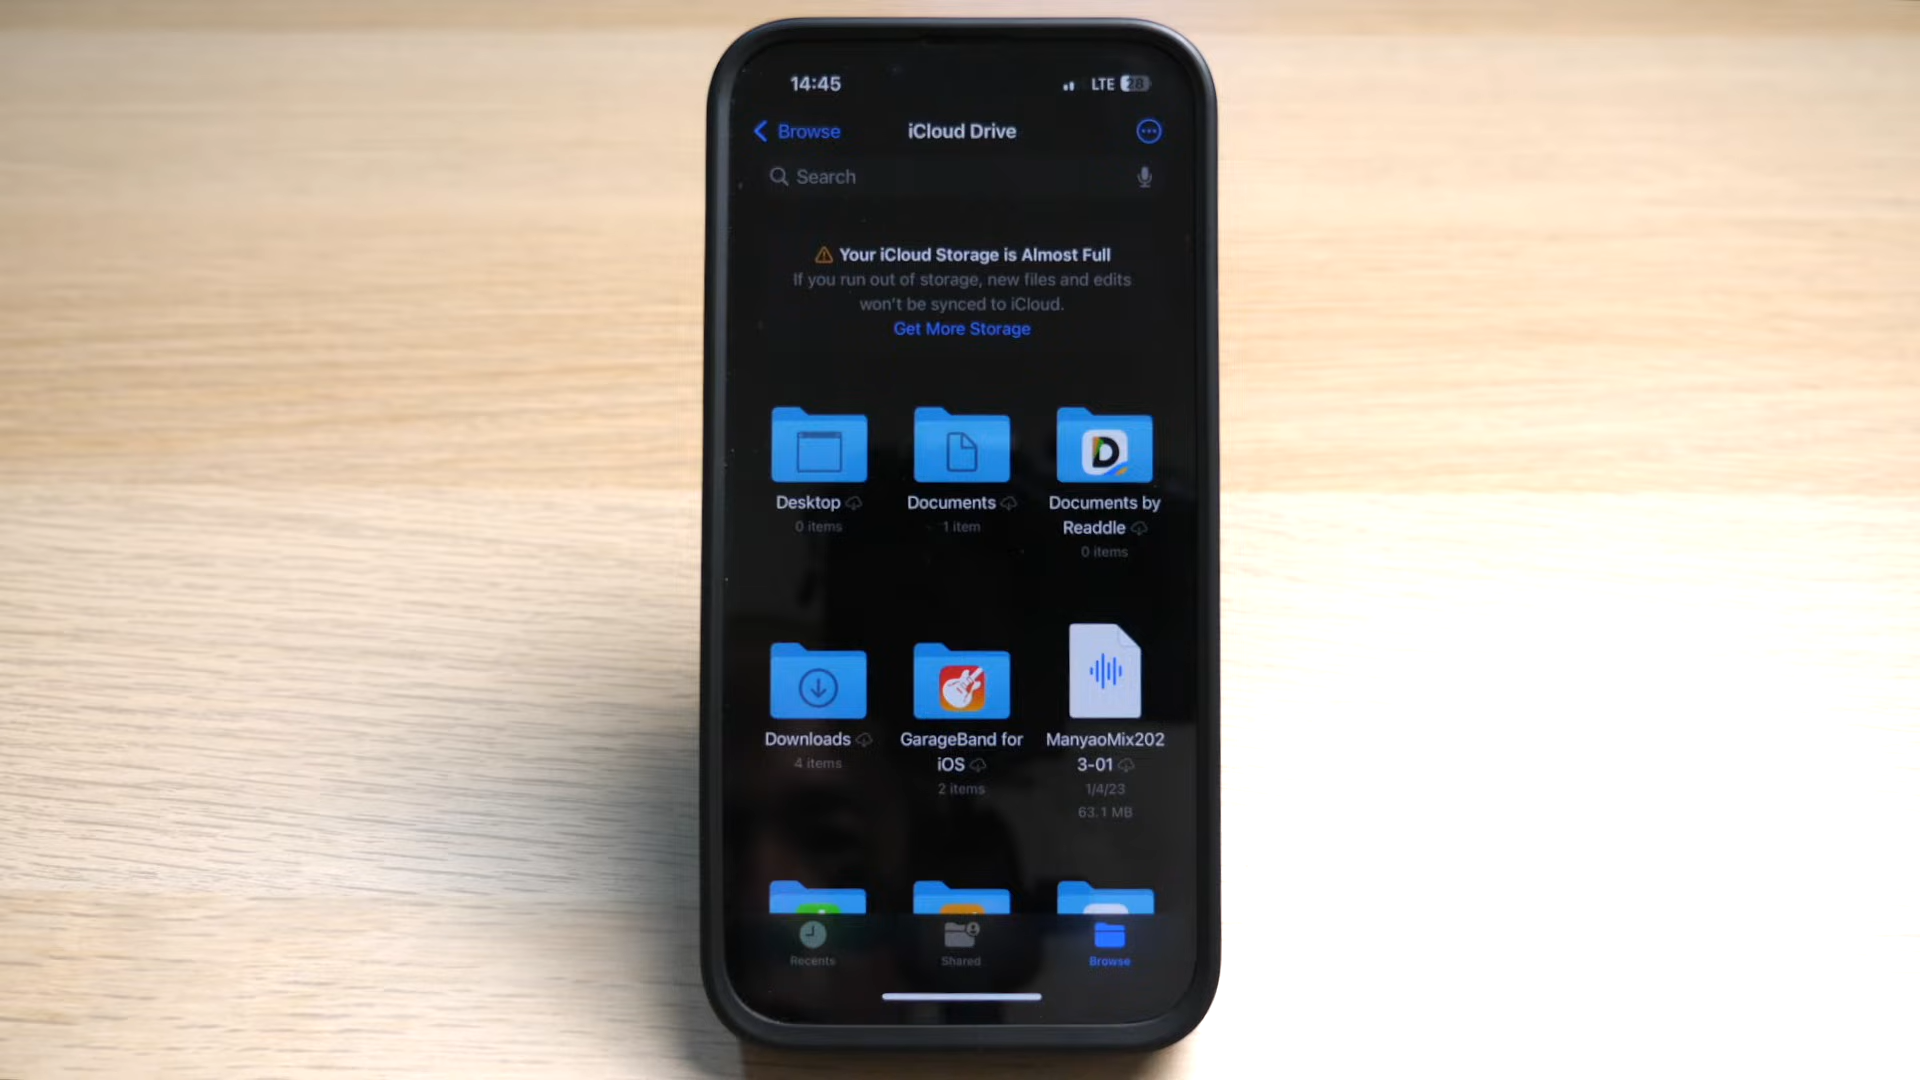 14:45
LTE 28
Browse
iCloud Drive
Search
Your iCloud Storage is Almost Full
If you run out of storage, new files and edits
won't be synced to iCloud.
Get More Storage
Desktop
0 items
Documents
1 item
Documents by
Readdle
0 items
Downloads
4 items
GarageBand for
iOS
2 items
ManyaoMix202
3-01
1/4/23
63.1 MB
Recents
Shared
Browse